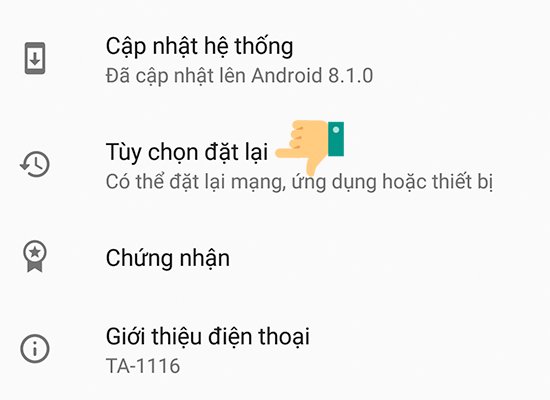 Cập nhật hệ thống
Đã cập nhật lên Android 8.1.0
Tùy chọn đặt lại
Có thể đặt lại mạng, ứng dụng hoặc thiết bị
Chứng nhận
Giới thiệu điện thoại
TA-1116